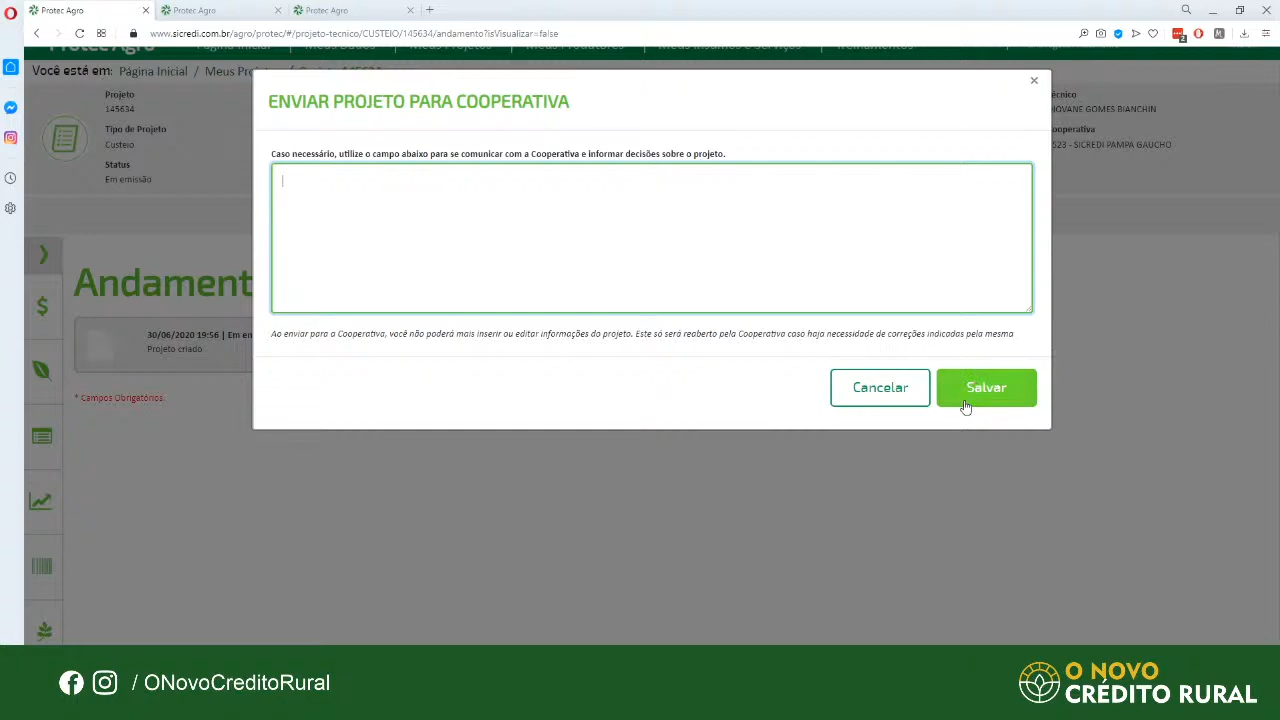 Protec Agro
Protec Agro
Protec Agro
www.sicredi.com.br/agro/protec/#/projeto-tecnico/CUSTEIO/145634/andamento?isVisualizar=false
Você está em: Página Inicial / Meus
Projeto
145634
Tipo de Projeto
Custeio
Status
Em emissão
OVANE GOMES BIANCHIN
523 - SICREDI PAMPA GAUCHO
ENVIAR PROJETO PARA COOPERATIVA
Caso necessário, utilize o campo abaixo para se comunicar com a Cooperativa e informar decisões sobre o projeto.
Ao enviar para a Cooperativa, você não poderá mais inserir ou editar informações do projeto. Este só será reaberto pela Cooperativa caso haja necessidade de correções indicadas pela mesma
Cancelar
Salvar
Andament
30/06/2020 19:56 | Em en
Projeto criado
* Campos Obrigatórios.
/ ONovoCreditoRural
O NOVO
CRÉDITO RURAL